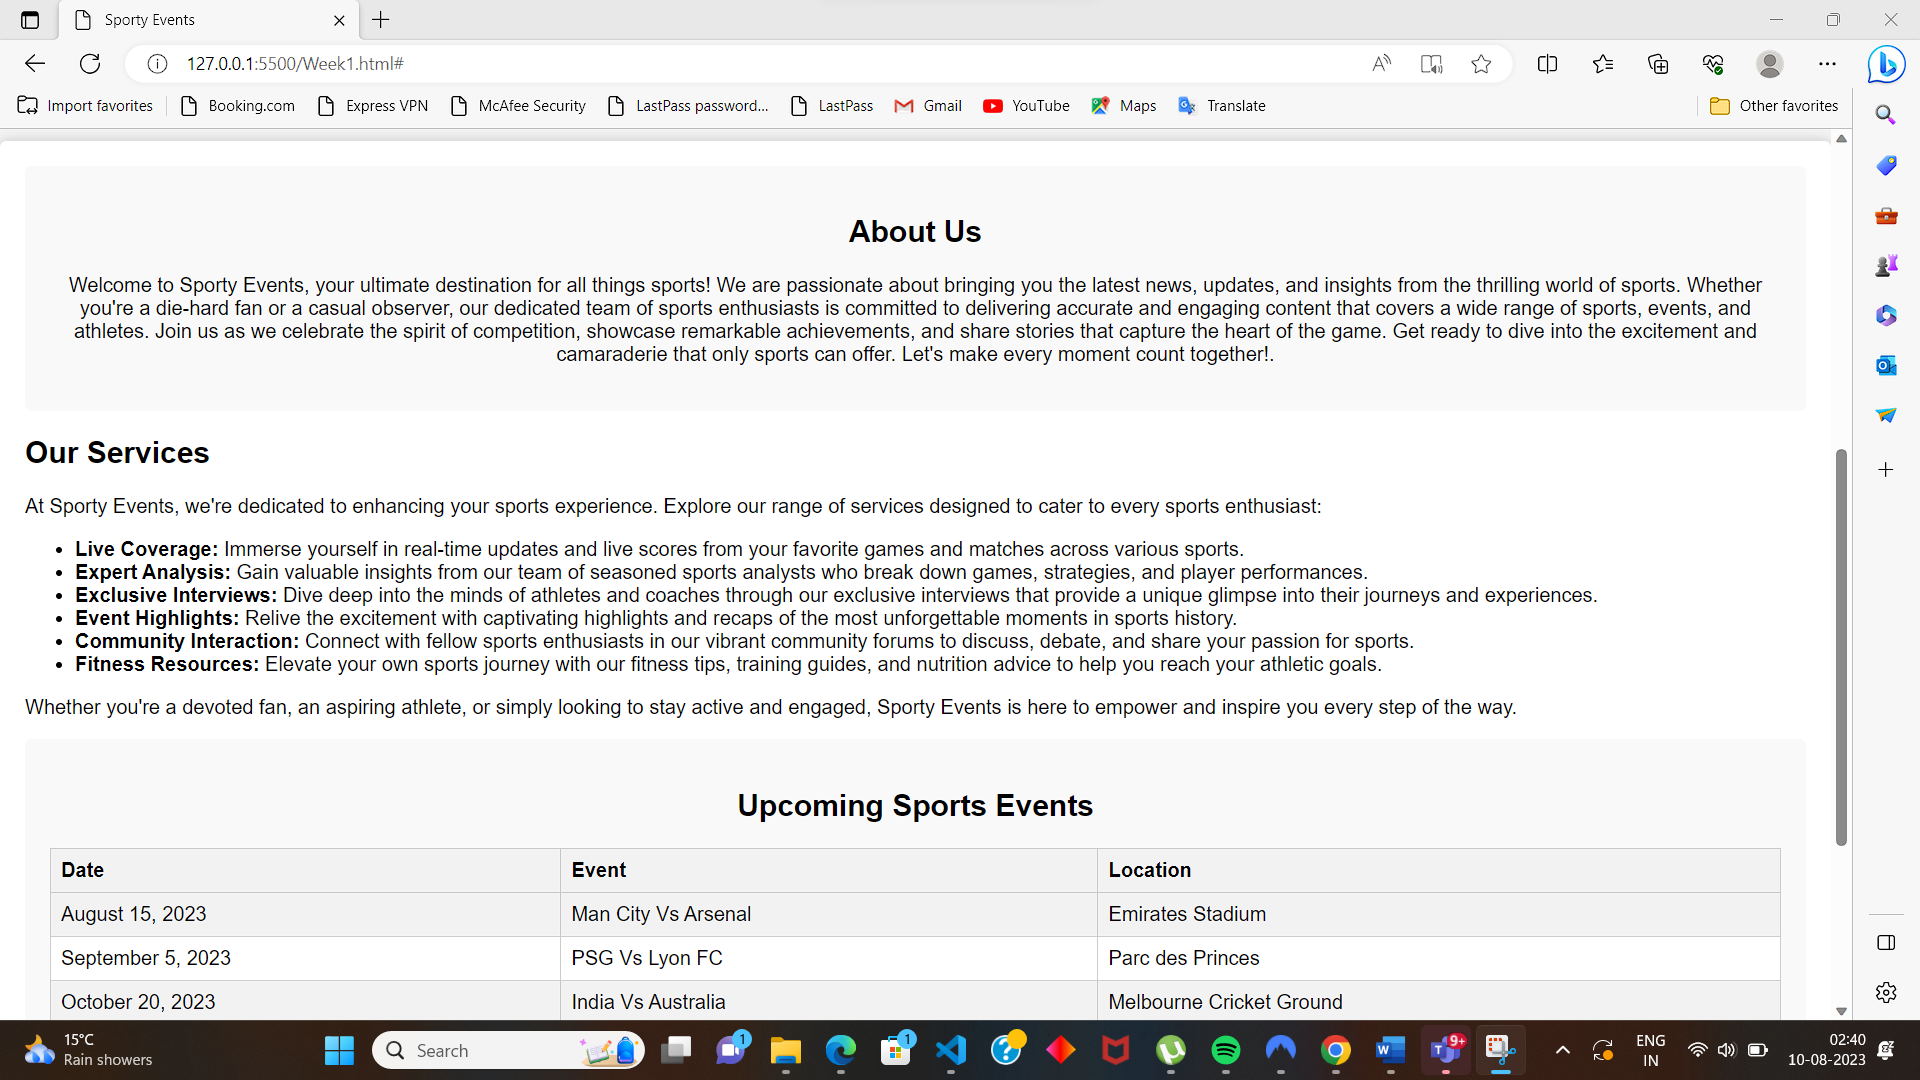 Sporty Events
127.0.0.1:5500/Week1.html#
Import favorites
Booking.com
Express VPN
McAfee Security
LastPass password...
LastPass
Gmail
YouTube
Maps
Translate
Other favorites
About Us
Welcome to Sporty Events, your ultimate destination for all things sports! We are passionate about bringing you the latest news, updates, and insights from the thrilling world of sports. Whether
you're a die-hard fan or a casual observer, our dedicated team of sports enthusiasts is committed to delivering accurate and engaging content that covers a wide range of sports, events, and
athletes. Join us as we celebrate the spirit of competition, showcase remarkable achievements, and share stories that capture the heart of the game. Get ready to dive into the excitement and
camaraderie that only sports can offer. Let's make every moment count together!.
Our Services
At Sporty Events, we're dedicated to enhancing your sports experience. Explore our range of services designed to cater to every sports enthusiast:
• Live Coverage: Immerse yourself in real-time updates and live scores from your favorite games and matches across various sports.
• Expert Analysis: Gain valuable insights from our team of seasoned sports analysts who break down games, strategies, and player performances.
• Exclusive Interviews: Dive deep into the minds of athletes and coaches through our exclusive interviews that provide a unique glimpse into their journeys and experiences.
• Event Highlights: Relive the excitement with captivating highlights and recaps of the most unforgettable moments in sports history.
• Community Interaction: Connect with fellow sports enthusiasts in our vibrant community forums to discuss, debate, and share your passion for sports.
• Fitness Resources: Elevate your own sports journey with our fitness tips, training guides, and nutrition advice to help you reach your athletic goals.
Whether you're a devoted fan, an aspiring athlete, or simply looking to stay active and engaged, Sporty Events is here to empower and inspire you every step of the way.
Upcoming Sports Events
Date Event Location
August 15, 2023 Man City Vs Arsenal Emirates Stadium
September 5, 2023 PSG Vs Lyon FC Parc des Princes
October 20, 2023 India Vs Australia Melbourne Cricket Ground
15°C
Rain showers
Search
1
1
9+
ENG
IN
02:40
10-08-2023